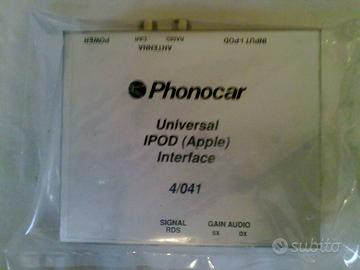 POWER
ANTENNA
CAR
RADIO
INPUT I-POD
Phonocar
Universal
IPOD (Apple)
Interface
4/041
SIGNAL
RDS
GAIN AUDIO
SX DX
subito